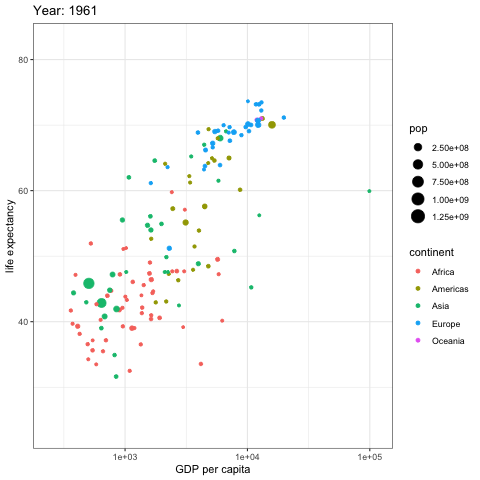 Year: 1961
80
60
40
life expectancy
1e+03
1e+04
1e+05
GDP per capita
pop
2.50e+08
5.00e+08
7.50e+08
1.00e+09
1.25e+09
continent
Africa
Americas
Asia
Europe
Oceania